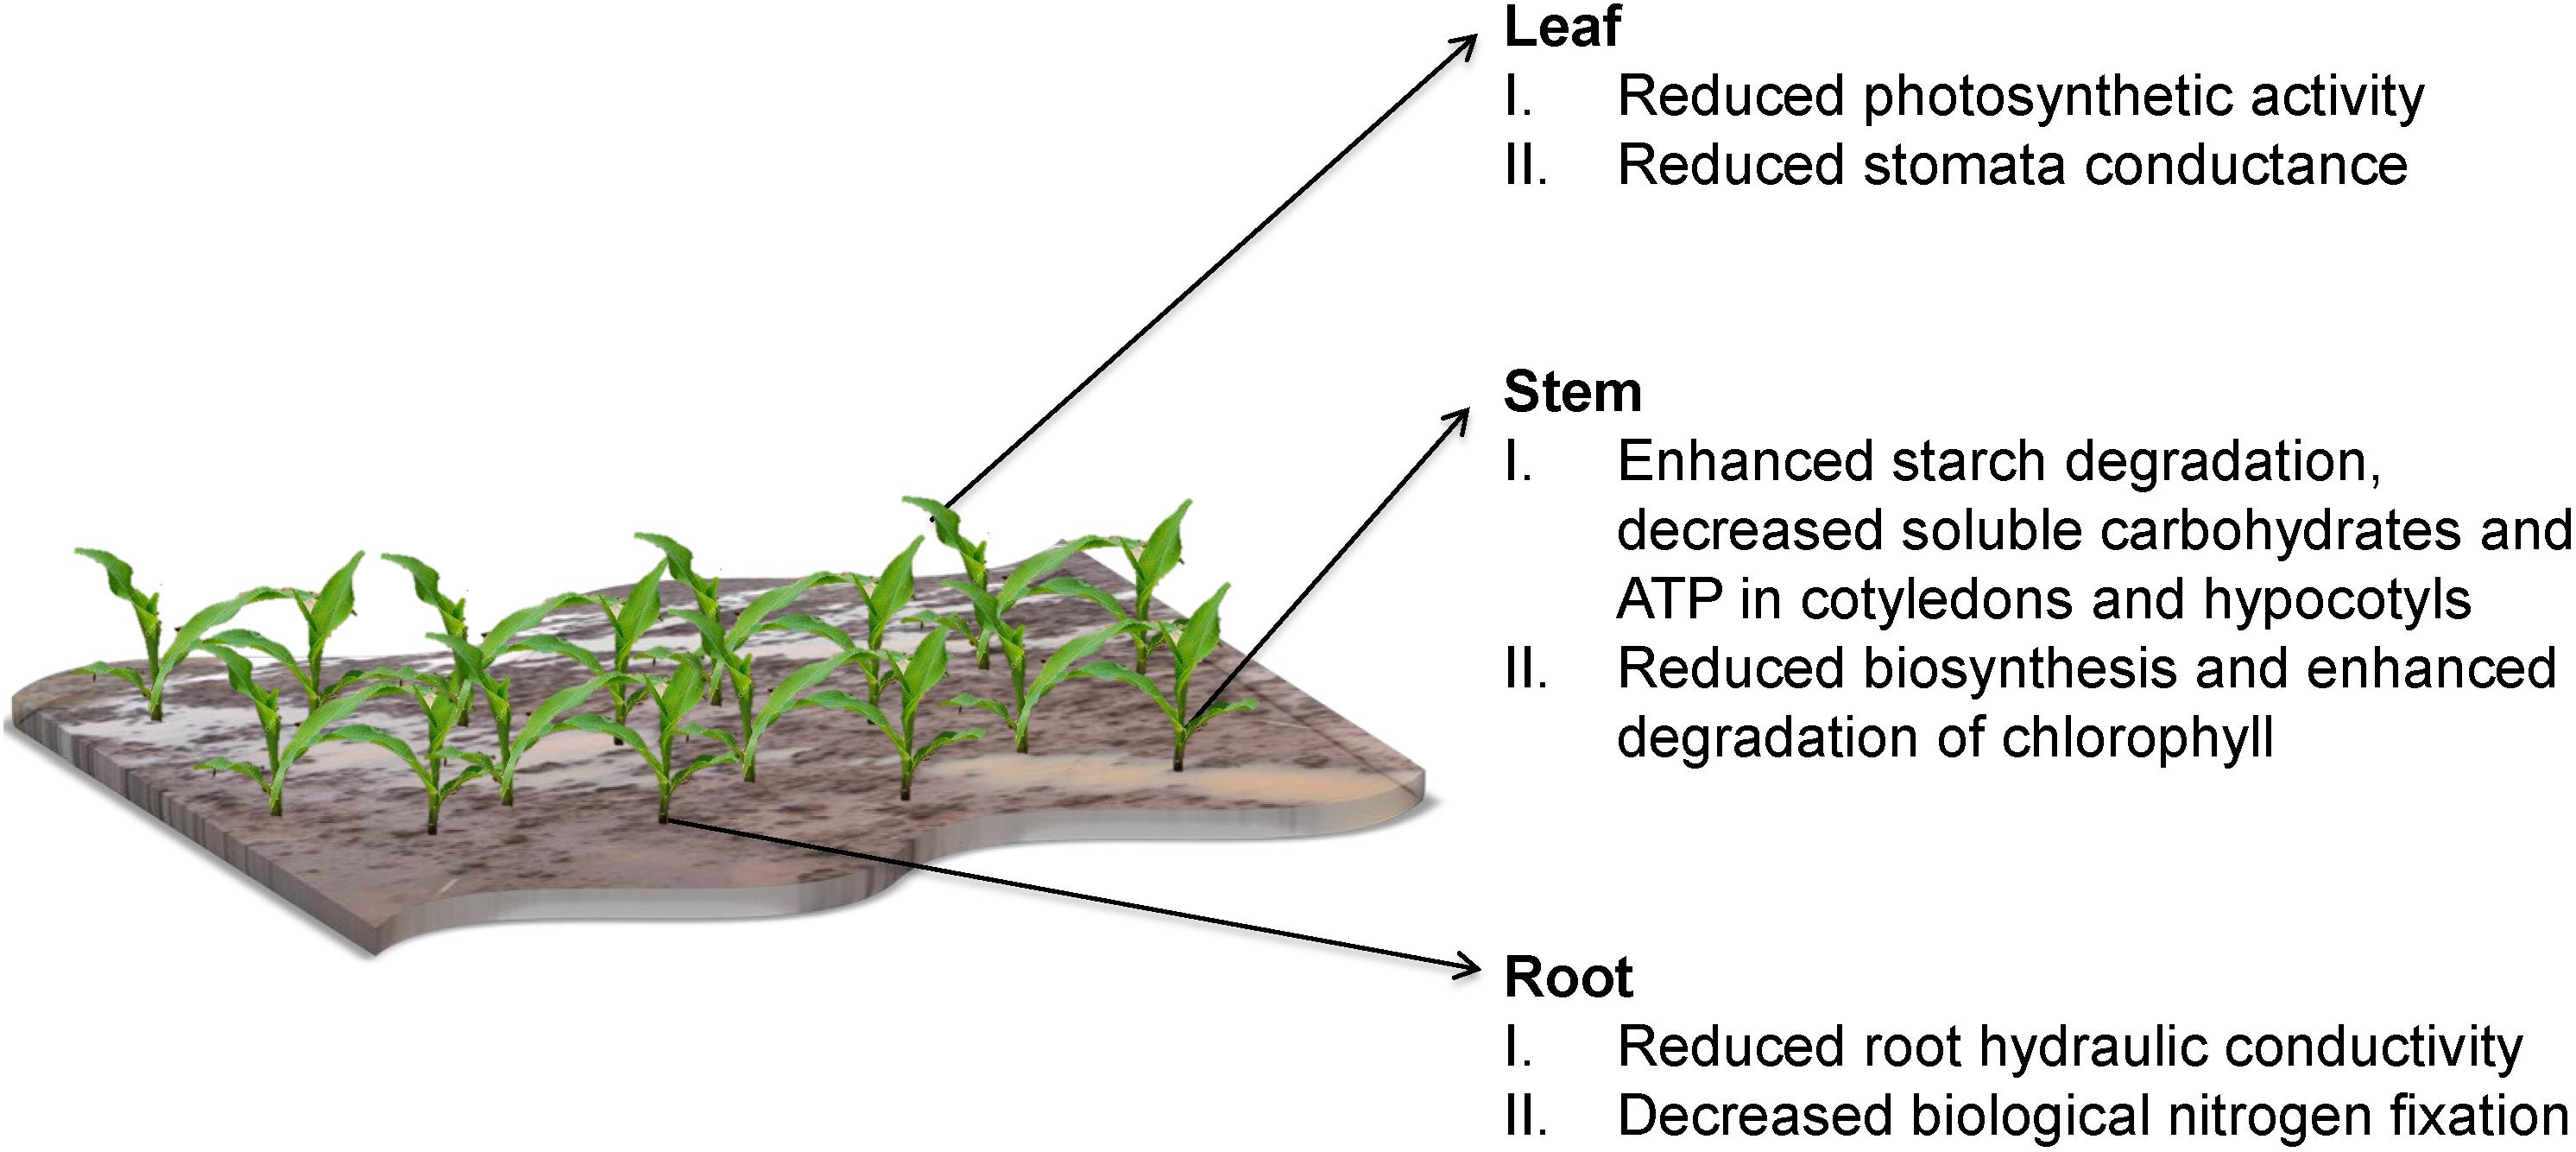 Leaf
I. Reduced photosynthetic activity
II. Reduced stomata conductance
Stem
I. Enhanced starch degradation,
decreased soluble carbohydrates and
ATP in cotyledons and hypocotyls
II. Reduced biosynthesis and enhanced
degradation of chlorophyll
Root
I. Reduced root hydraulic conductivity
II. Decreased biological nitrogen fixation